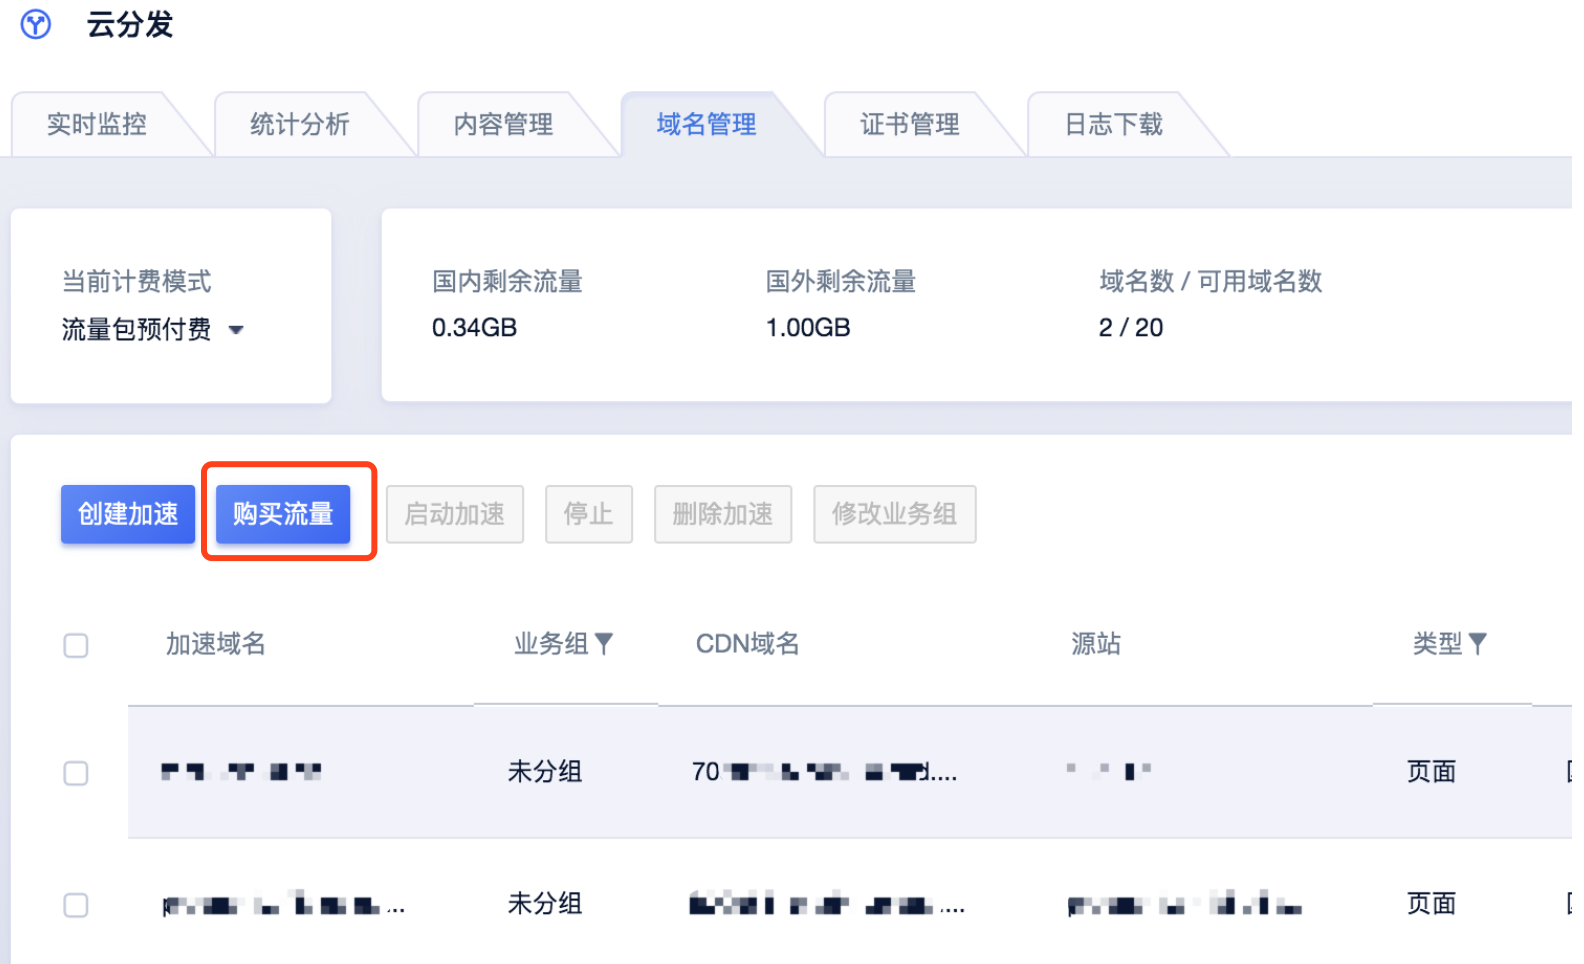 云分发
实时监控 统计分析 内容管理 域名管理 证书管理 日志下载
当前计费模式 国内剩余流量 国外剩余流量 域名数 / 可用域名数
流量包预付费 0.34GB 1.00GB 2 / 20
创建加速 购买流量 启动加速 停止 删除加速 修改业务组
加速域名 业务组 CDN域名 源站 类型
未分组 70 d.... 页面
... 未分组 .... 页面